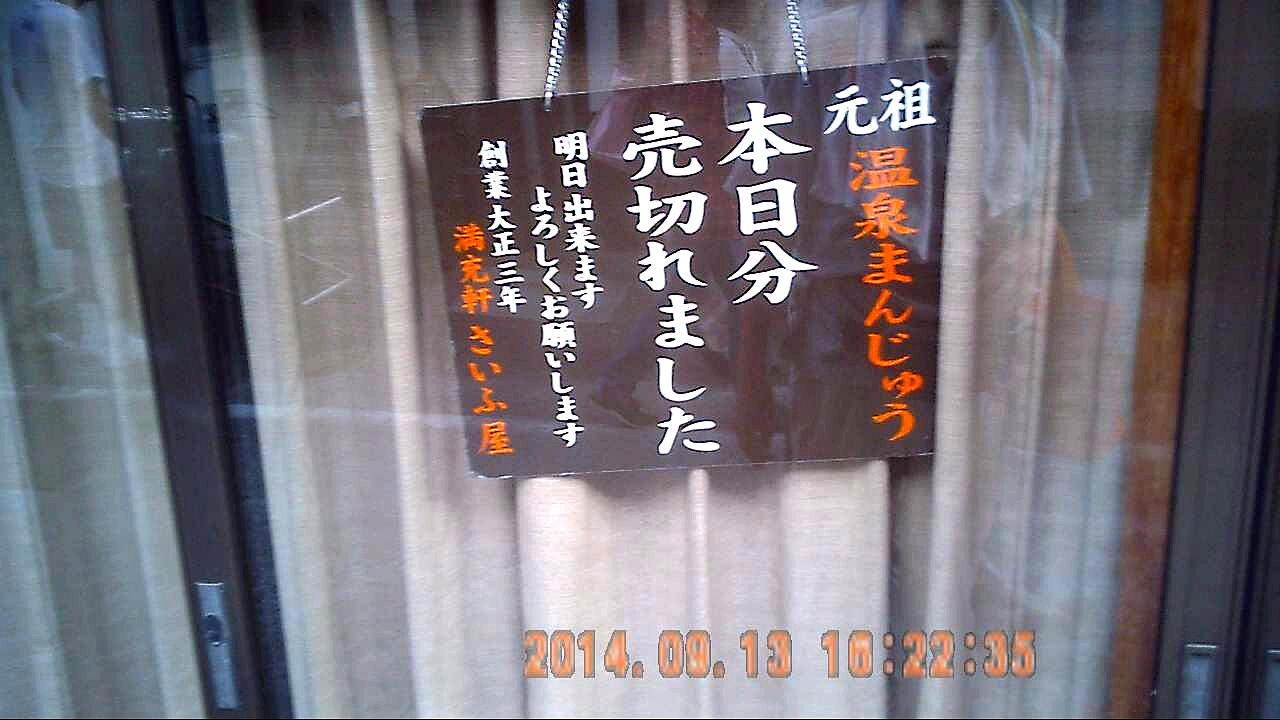 元祖
温泉まんじゅう
本日分
売切れました
明日出来ます
よろしくお願いします
創業大正三年
満充軒さいふ屋
2014.09.13 16:22:35